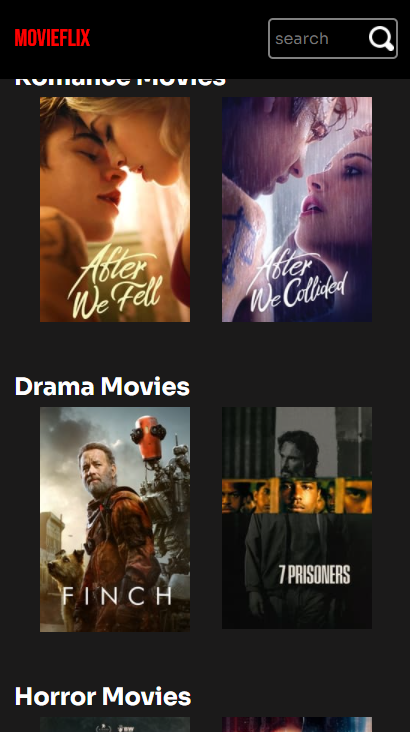 MOVIEFLIX
search
Romance Movies
After
We Fell
After
We Collided
Drama Movies
FINCH
7 PRISONERS
Horror Movies